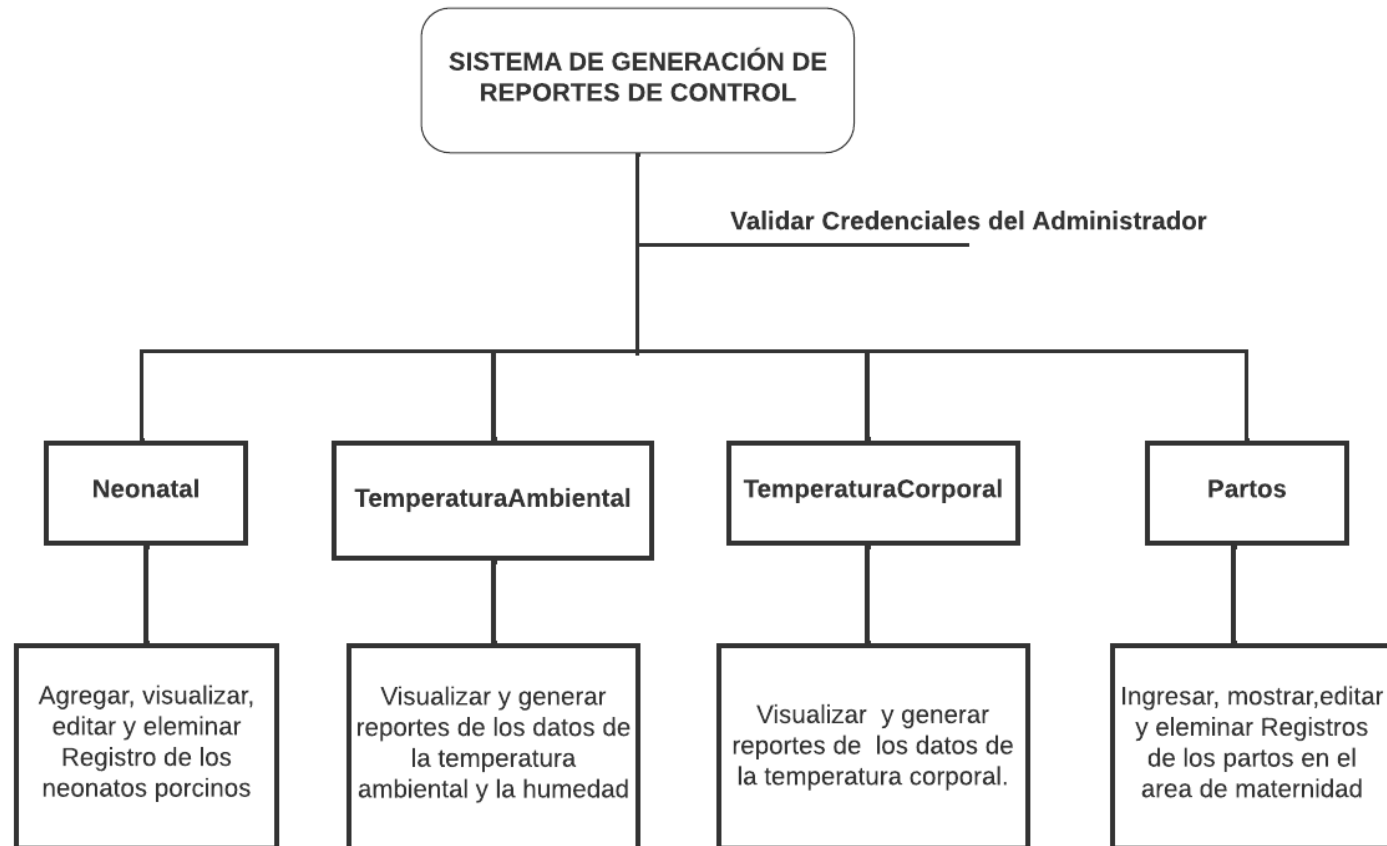 SISTEMA DE GENERACIÓN DE
REPORTES DE CONTROL
Validar Credenciales del Administrador
Neonatal
TemperaturaAmbiental
TemperaturaCorporal
Partos
Agregar, visualizar,
editar y eleminar
Registro de los
neonatos porcinos
Visualizar y generar
reportes de los datos de
la temperatura
ambiental y la humedad
Visualizar y generar
reportes de los datos de
la temperatura corporal.
Ingresar, mostrar,editar
y eleminar Registros
de los partos en el
area de maternidad